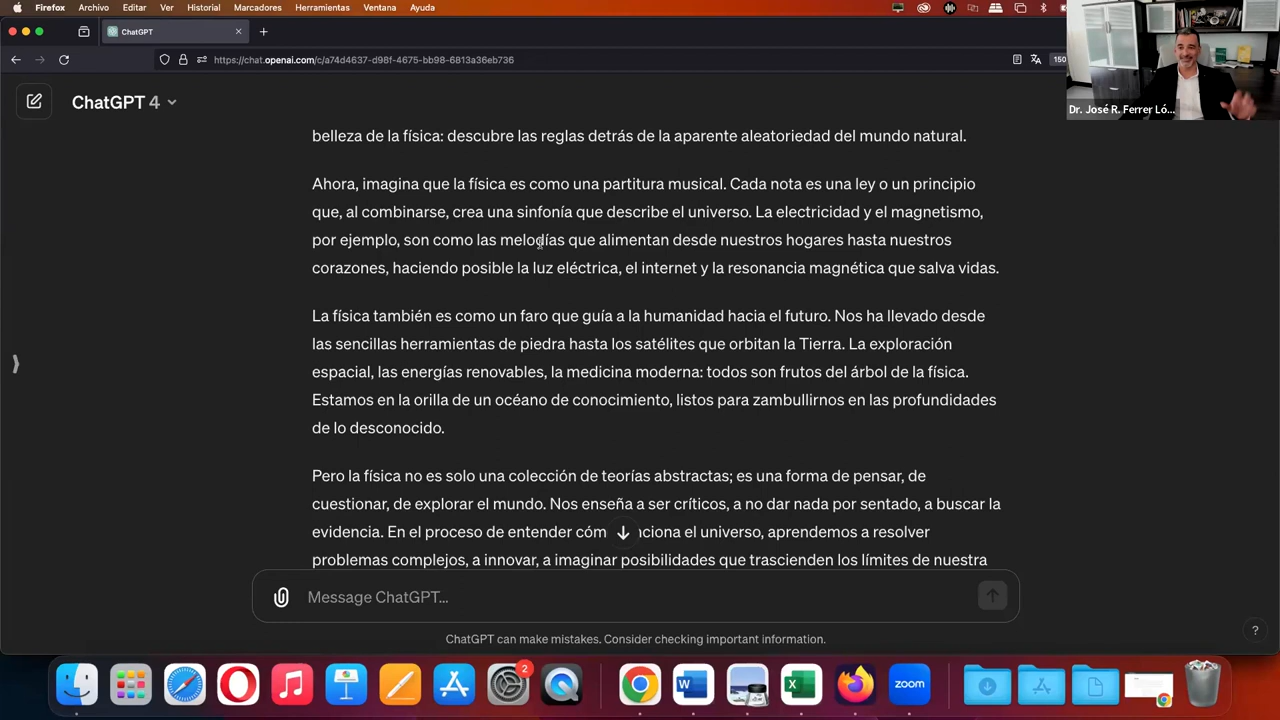 Firefox Archivo Editar Ver Historial Marcadores Herramientas Ventana Ayuda
ChatGPT
https://chat.openai.com/c/a74d4637-d98f-4675-bb98-6813a36eb736
150
Dr. José R. Ferrer Ló...
ChatGPT 4
belleza de la física: descubre las reglas detrás de la aparente aleatoriedad del mundo natural.
Ahora, imagina que la física es como una partitura musical. Cada nota es una ley o un principio
que, al combinarse, crea una sinfonía que describe el universo. La electricidad y el magnetismo,
por ejemplo, son como las melodías que alimentan desde nuestros hogares hasta nuestros
corazones, haciendo posible la luz eléctrica, el internet y la resonancia magnética que salva vidas.
La física también es como un faro que guía a la humanidad hacia el futuro. Nos ha llevado desde
las sencillas herramientas de piedra hasta los satélites que orbitan la Tierra. La exploración
espacial, las energías renovables, la medicina moderna: todos son frutos del árbol de la física.
Estamos en la orilla de un océano de conocimiento, listos para zambullirnos en las profundidades
de lo desconocido.
Pero la física no es solo una colección de teorías abstractas; es una forma de pensar, de
cuestionar, de explorar el mundo. Nos enseña a ser críticos, a no dar nada por sentado, a buscar la
evidencia. En el proceso de entender cóm nciona el universo, aprendemos a resolver
problemas complejos, a innovar, a imaginar posibilidades que trascienden los límites de nuestra
Message ChatGPT...
ChatGPT can make mistakes. Consider checking important information.
?
2
zoom